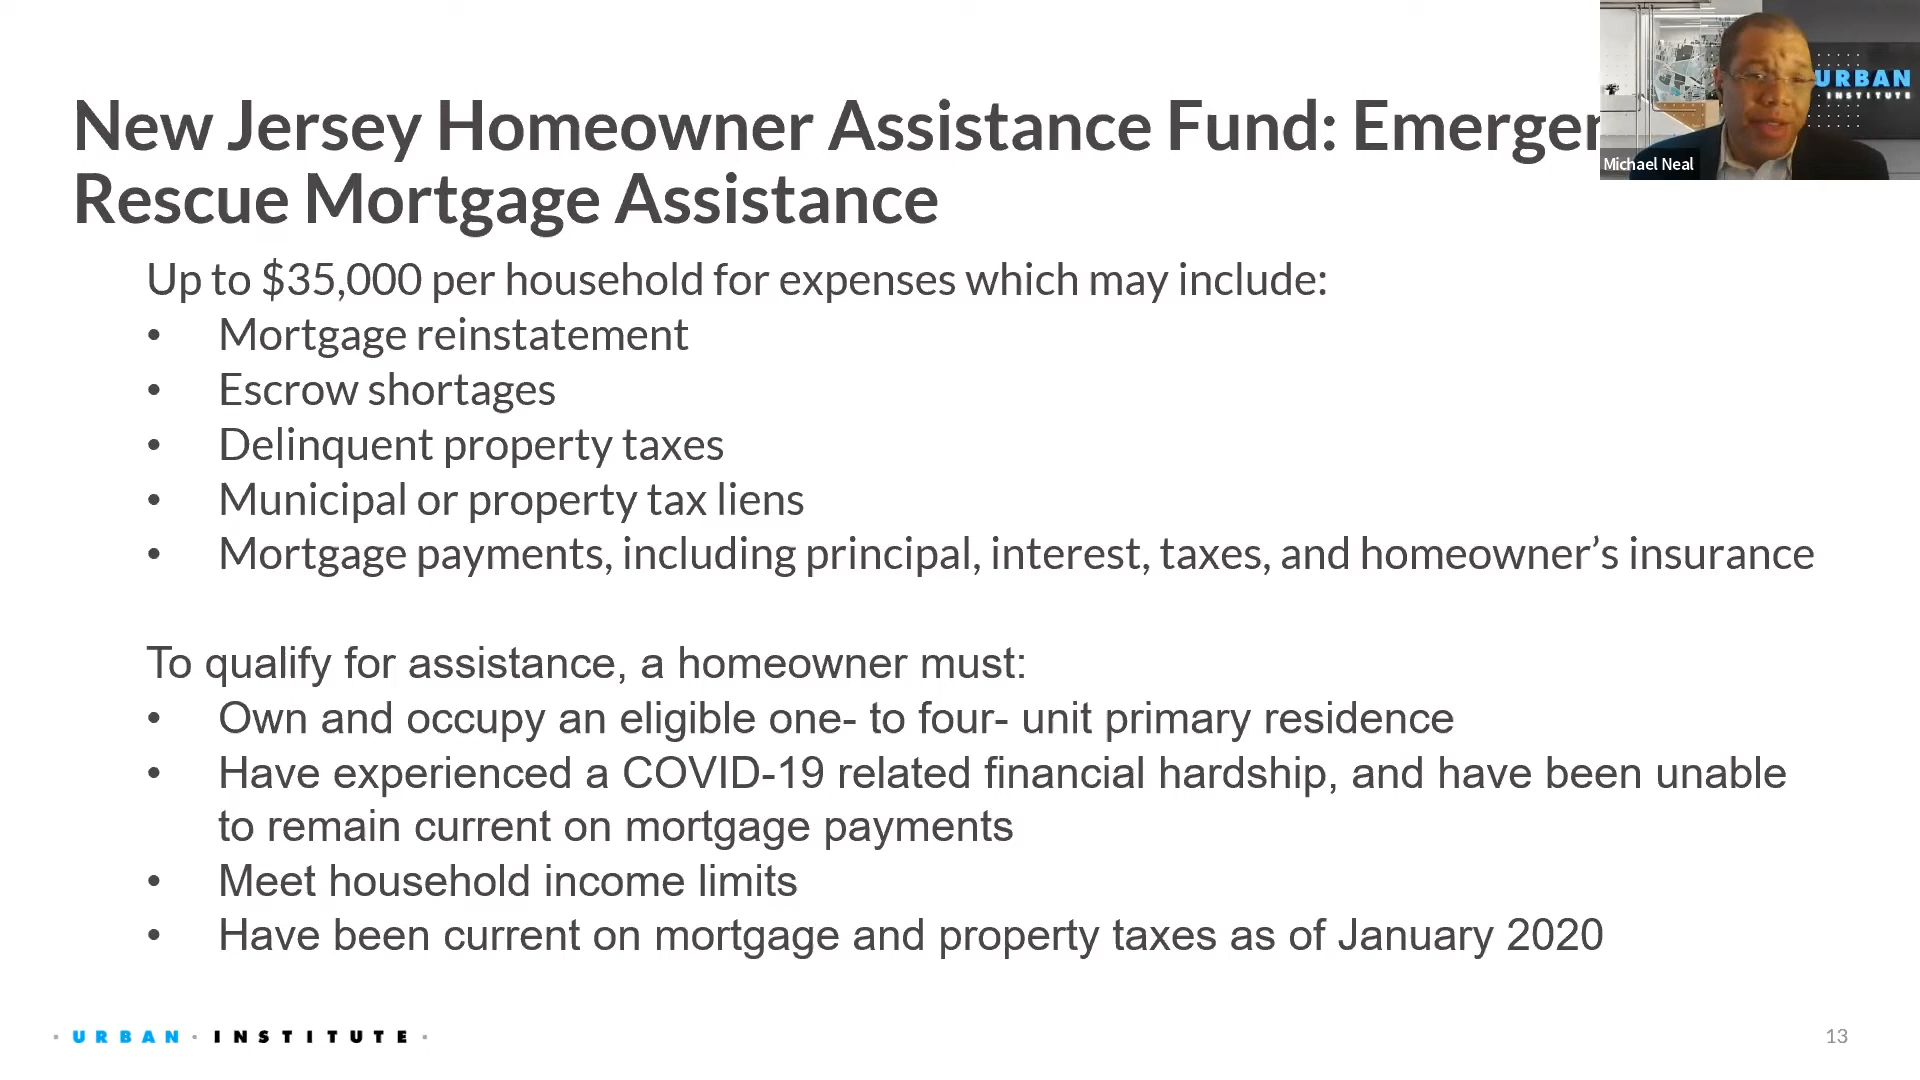 URBAN
INSTITUTE
Michael Neal
New Jersey Homeowner Assistance Fund: Emerger
Rescue Mortgage Assistance
Up to $35,000 per household for expenses which may include:
• Mortgage reinstatement
• Escrow shortages
• Delinquent property taxes
• Municipal or property tax liens
• Mortgage payments, including principal, interest, taxes, and homeowner’s insurance
To qualify for assistance, a homeowner must:
• Own and occupy an eligible one- to four- unit primary residence
• Have experienced a COVID-19 related financial hardship, and have been unable
to remain current on mortgage payments
• Meet household income limits
• Have been current on mortgage and property taxes as of January 2020
· URBAN · INSTITUTE ·
13